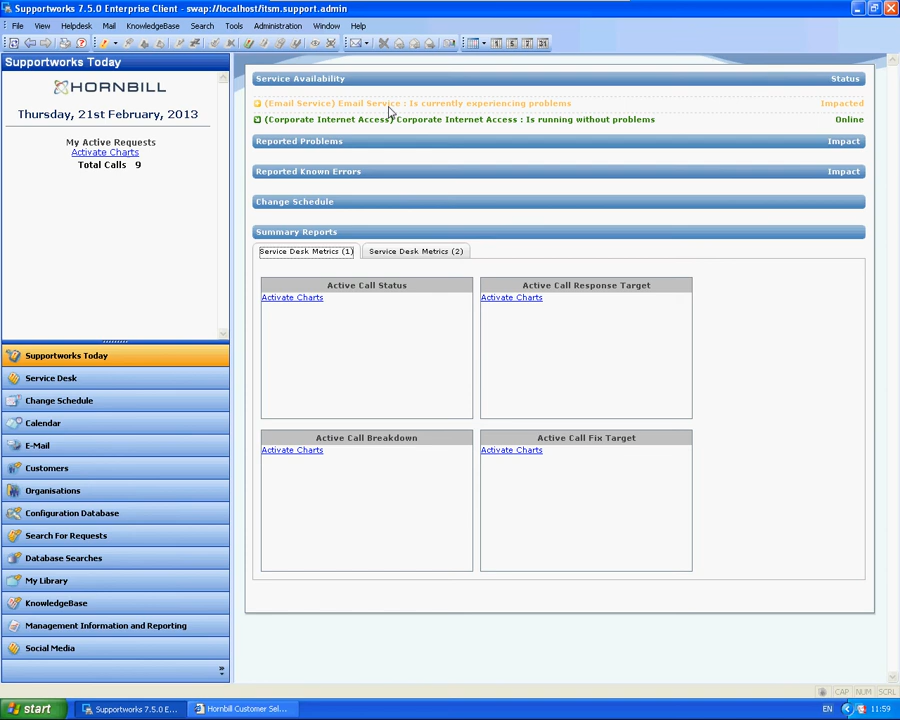 Supportworks 7.5.0 Enterprise Client - swap://localhost/itsm.support.admin
File View Helpdesk Mail KnowledgeBase Search Tools Administration Window Help
Supportworks Today
HORNBILL
Thursday, 21st February, 2013
My Active Requests
Activate Charts
Total Calls 9
Supportworks Today
Service Desk
Change Schedule
Calendar
E-Mail
Customers
Organisations
Configuration Database
Search For Requests
Database Searches
My Library
KnowledgeBase
Management Information and Reporting
Social Media
Service Availability Status
(Email Service) Email Service : Is currently experiencing problems Impacted
(Corporate Internet Access) Corporate Internet Access : Is running without problems Online
Reported Problems Impact
Reported Known Errors Impact
Change Schedule
Summary Reports
Service Desk Metrics (1) Service Desk Metrics (2)
Active Call Status Active Call Response Target
Activate Charts Activate Charts
Active Call Breakdown Active Call Fix Target
Activate Charts Activate Charts
CAP NUM SCRL
start Supportworks 7.5.0 E... Hornbill Customer Sel... EN 11:59